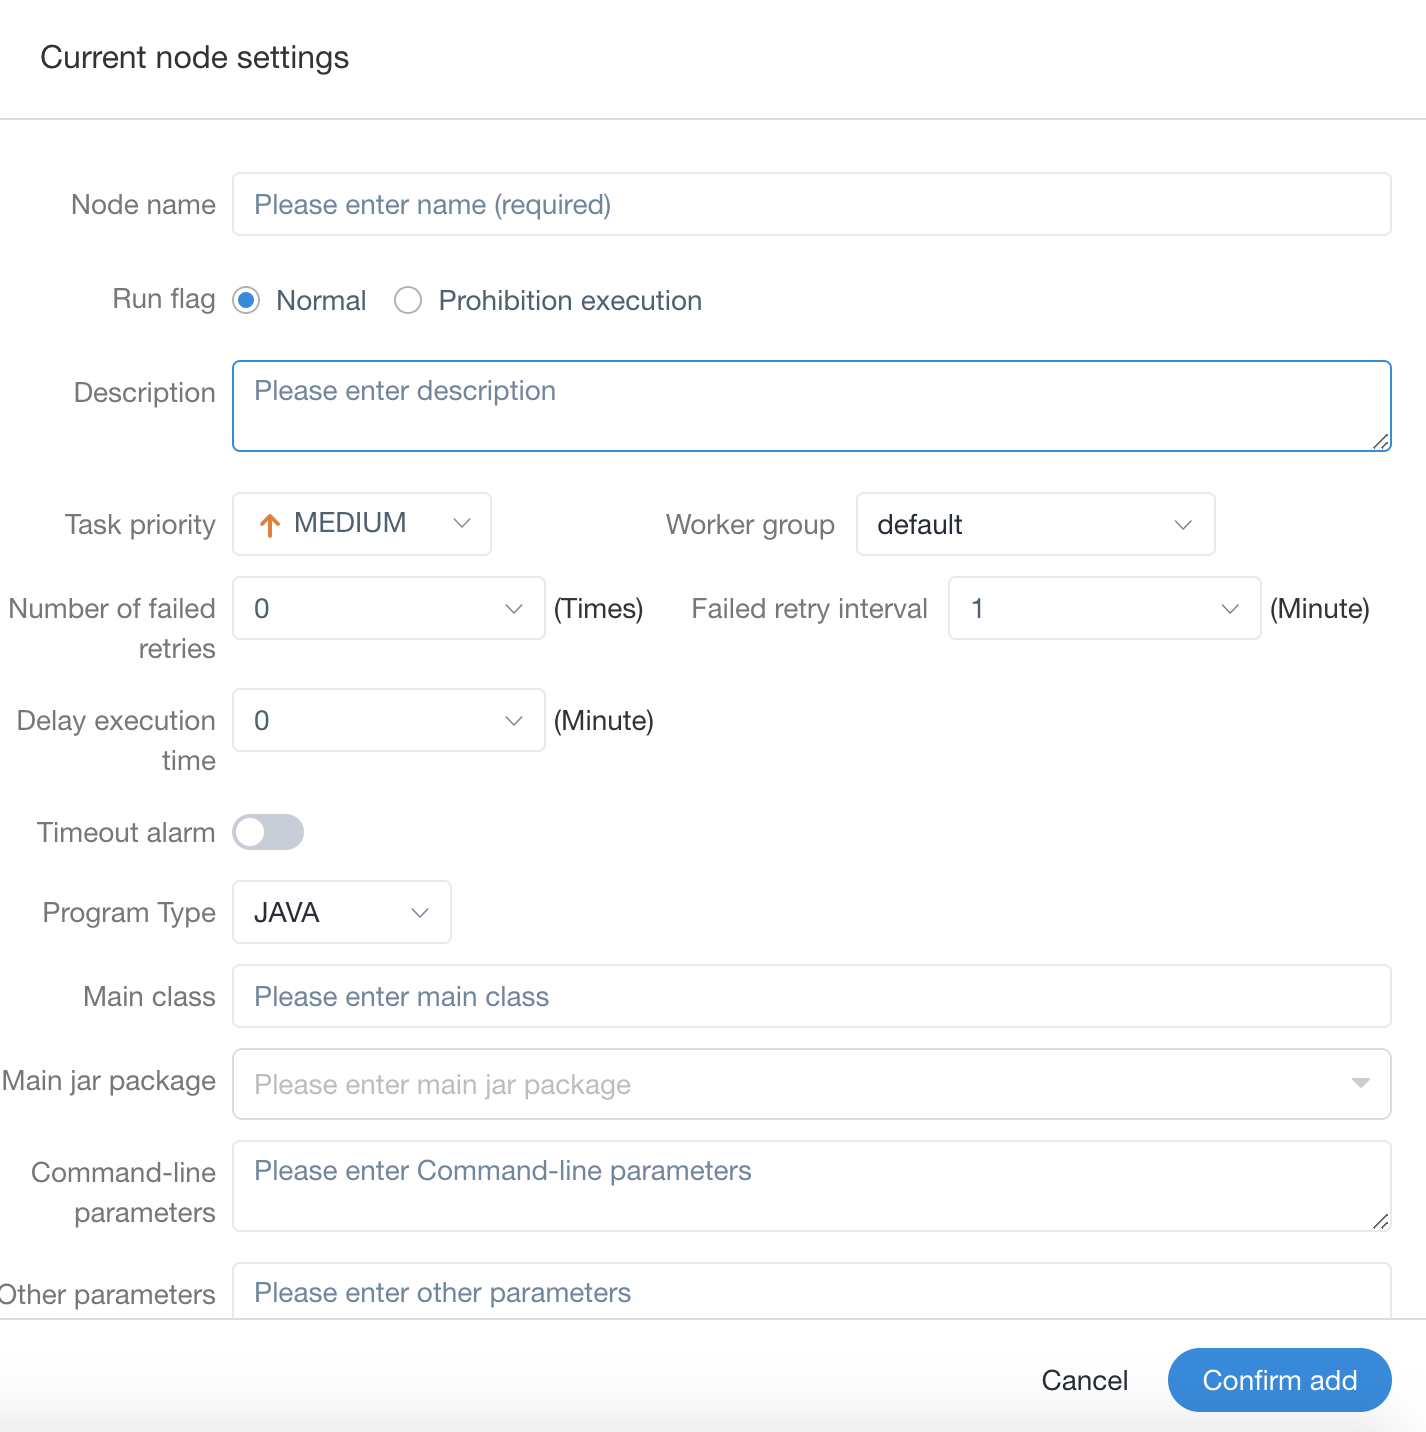 Current node settings
Node name Please enter name (required)
Run flag Normal Prohibition execution
Description Please enter description
Task priority MEDIUM Worker group default
Number of failed retries 0 (Times) Failed retry interval 1 (Minute)
Delay execution time 0 (Minute)
Timeout alarm
Program Type JAVA
Main class Please enter main class
Main jar package Please enter main jar package
Command-line parameters Please enter Command-line parameters
Other parameters Please enter other parameters
Cancel Confirm add